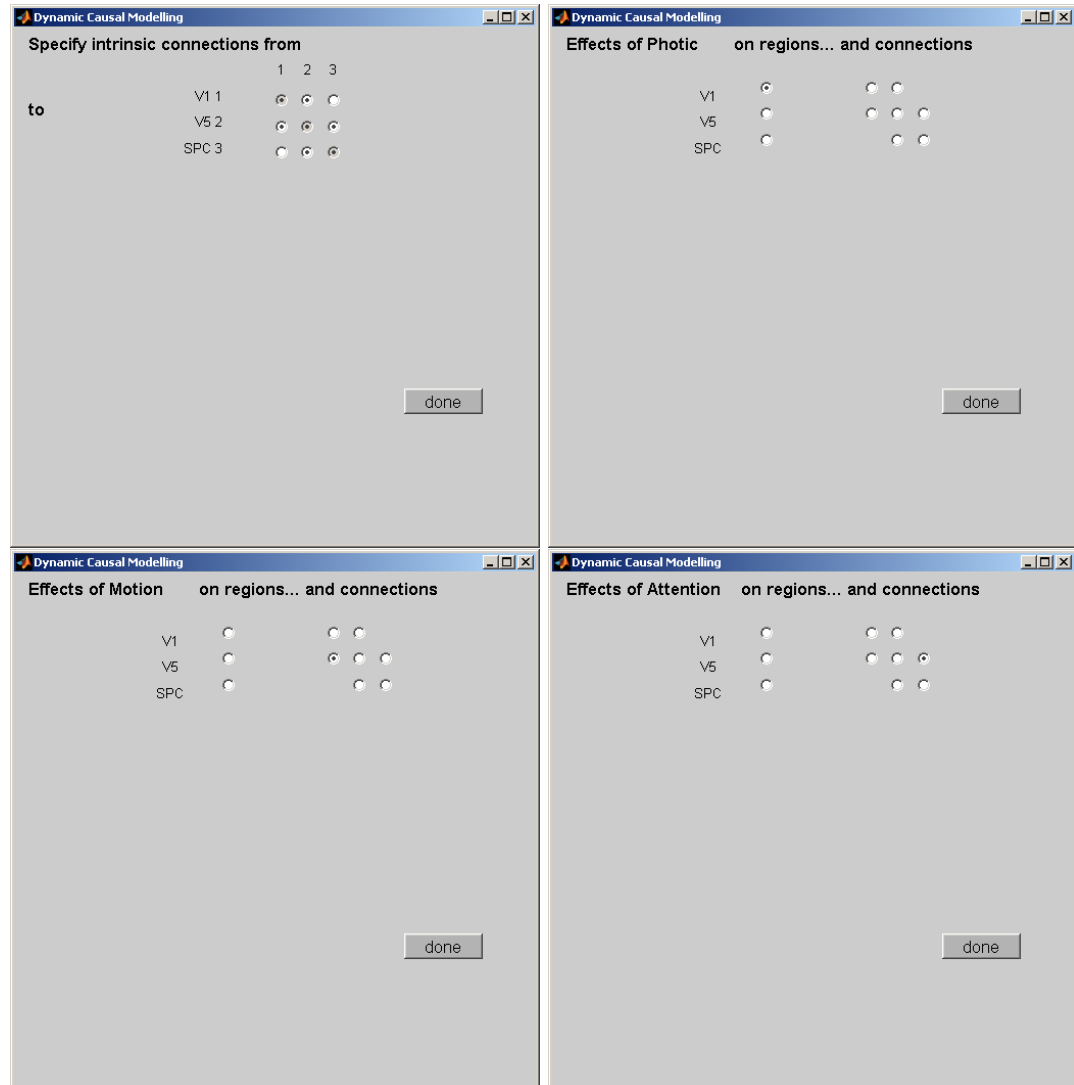 Dynamic Causal Modelling
Specify intrinsic connections from
1 2 3
V1 1
to
V5 2
SPC 3
done
Dynamic Causal Modelling
Effects of Photic on regions... and connections
V1
V5
SPC
done
Dynamic Causal Modelling
Effects of Motion on regions... and connections
V1
V5
SPC
done
Dynamic Causal Modelling
Effects of Attention on regions... and connections
V1
V5
SPC
done